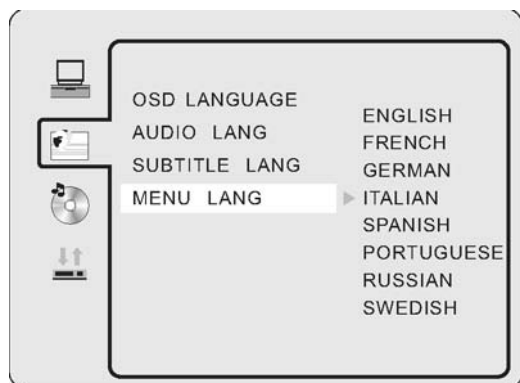 OSD LANGUAGE
AUDIO LANG
SUBTITLE LANG
MENU LANG
ENGLISH
FRENCH
GERMAN
ITALIAN
SPANISH
PORTUGUESE
RUSSIAN
SWEDISH